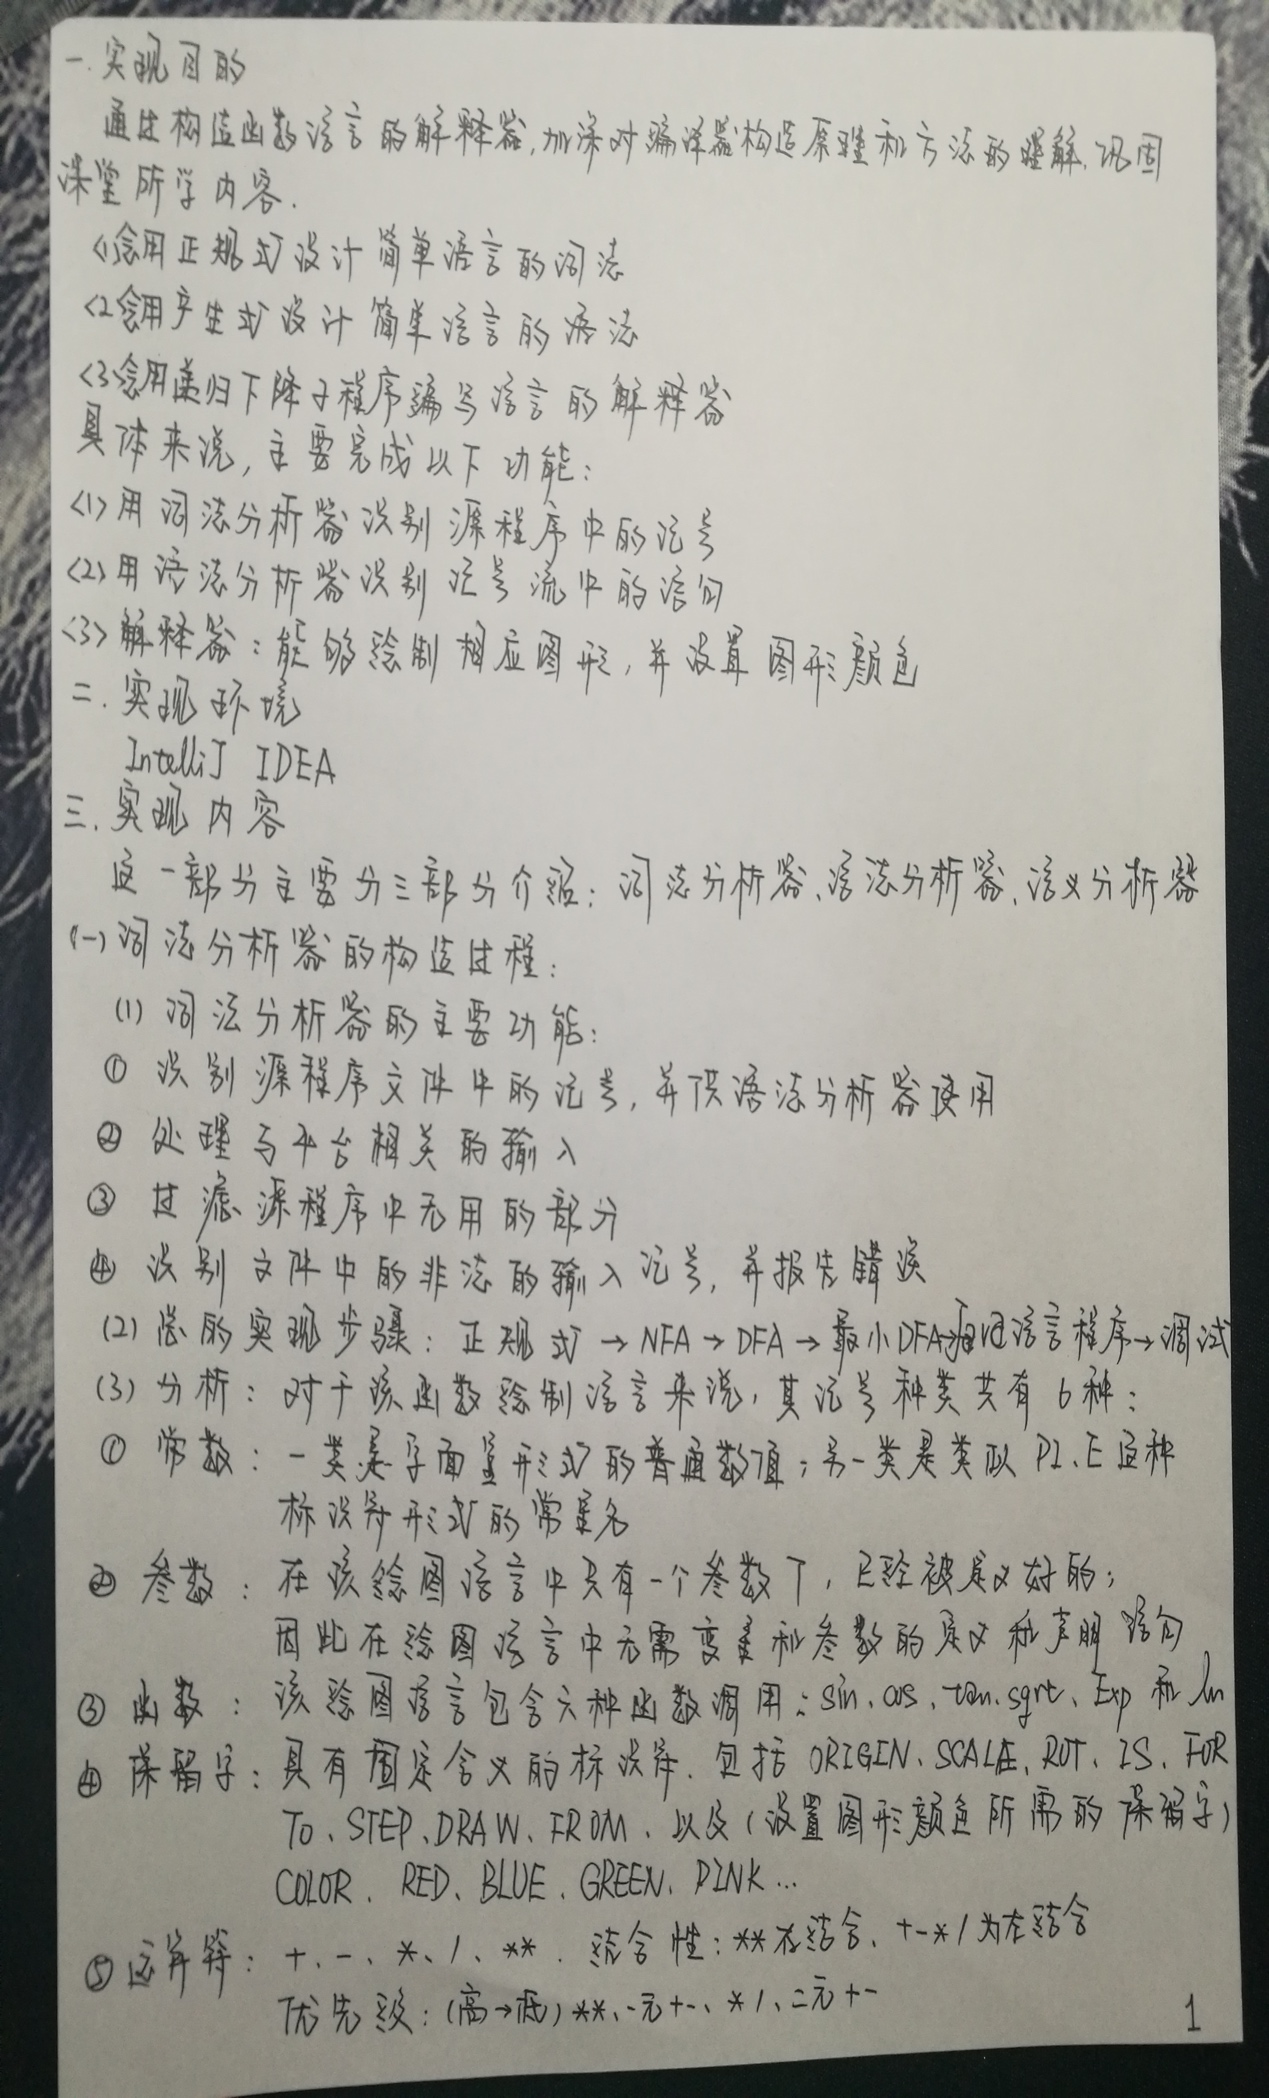 一.实现目的
通过构造函数语言的解释器,加深对编译器构造原理和方法的理解.巩固
课堂所学内容.
<1>会用正规式设计简单语言的词法
<2>会用产生式设计简单语言的语法
<3>会用递归下降子程序编写语言的解释器
具体来说,主要完成以下功能:
<1>用词法分析器识别源程序中的记号
<2>用语法分析器识别记号流中的语句
<3>解释器:能够绘制相应图形,并设置图形颜色
二.实现环境
IntelliJ IDEA
三.实现内容
这一部分主要分三部分介绍:词法分析器、语法分析器、语义分析器
(一)词法分析器的构造过程:
(1)词法分析器的主要功能:
① 识别源程序文件中的记号,并供语法分析器使用
② 处理与平台相关的输入
③ 过滤源程序中无用的部分
④ 识别文件中的非法的输入记号,并报告错误
(2)总的实现步骤:正规式→NFA→DFA→最小DFA→语言程序→调试
(3)分析:对于该函数绘制语言来说,其记号种类共有6种:
① 常数:一类是字面量形式的普通数值;另一类是类似PI、E这种
标识符形式的常量名
② 参数:在该绘图语言中只有一个参数T,已经被定义好的;
因此在绘图语言中无需变量和参数的定义和声明语句
③ 函数:该绘图语言包含六种函数调用:sin、cos、tan、sqrt、Exp和ln
④ 保留字:具有固定含义的标识符.包括ORIGIN、SCALE、ROT、IS、FOR
TO、STEP、DRAW、FROM、以及(设置图形颜色所需的保留字)
COLOR、RED、BLUE、GREEN、PINK...
⑤ 运算符:+、-、*、/、**.结合性:**右结合、+-*/为左结合
优先级:(高→低)**、一元+-、*/、二元+-
1